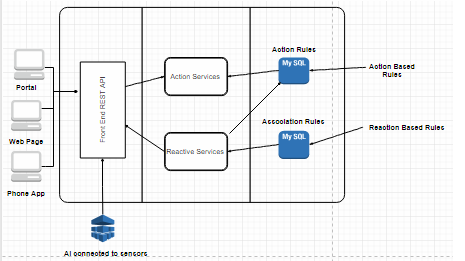 Action Rules
My SQL
Action Based
Rules
Portal
Action Services
Front End REST API
Association Rules
My SQL
Reaction Based Rules
Web Page
Reactive Services
Phone App
AI connected to sensors